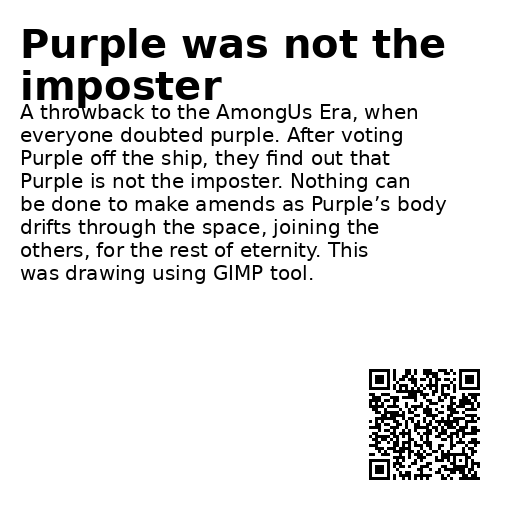 Purple was not the
imposter
A throwback to the AmongUs Era, when
everyone doubted purple. After voting
Purple off the ship, they find out that
Purple is not the imposter. Nothing can
be done to make amends as Purple’s body
drifts through the space, joining the
others, for the rest of eternity. This
was drawing using GIMP tool.